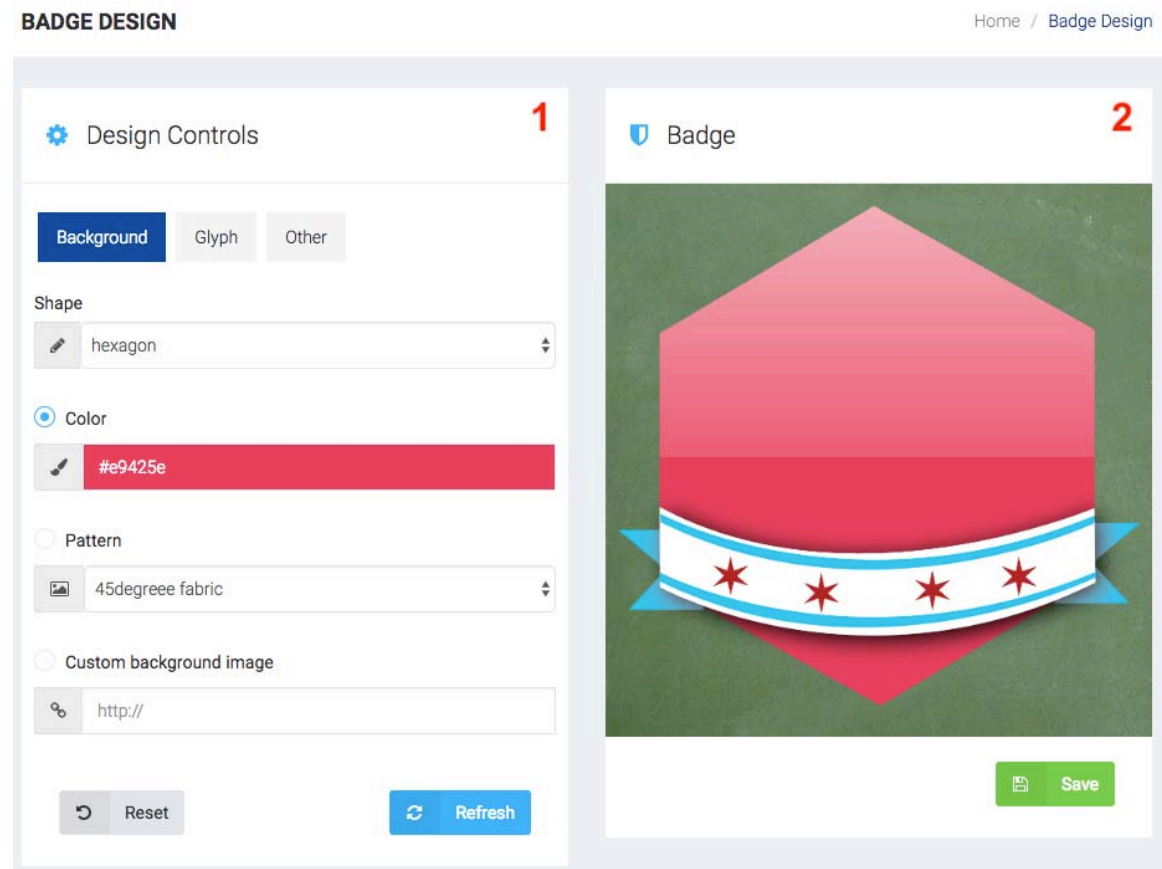 BADGE DESIGN
Home / Badge Design
Design Controls
1
Background
Glyph
Other
Shape
hexagon
Color
#e9425e
Pattern
45degreee fabric
Custom background image
http://
Reset
Refresh
Badge
2
Save